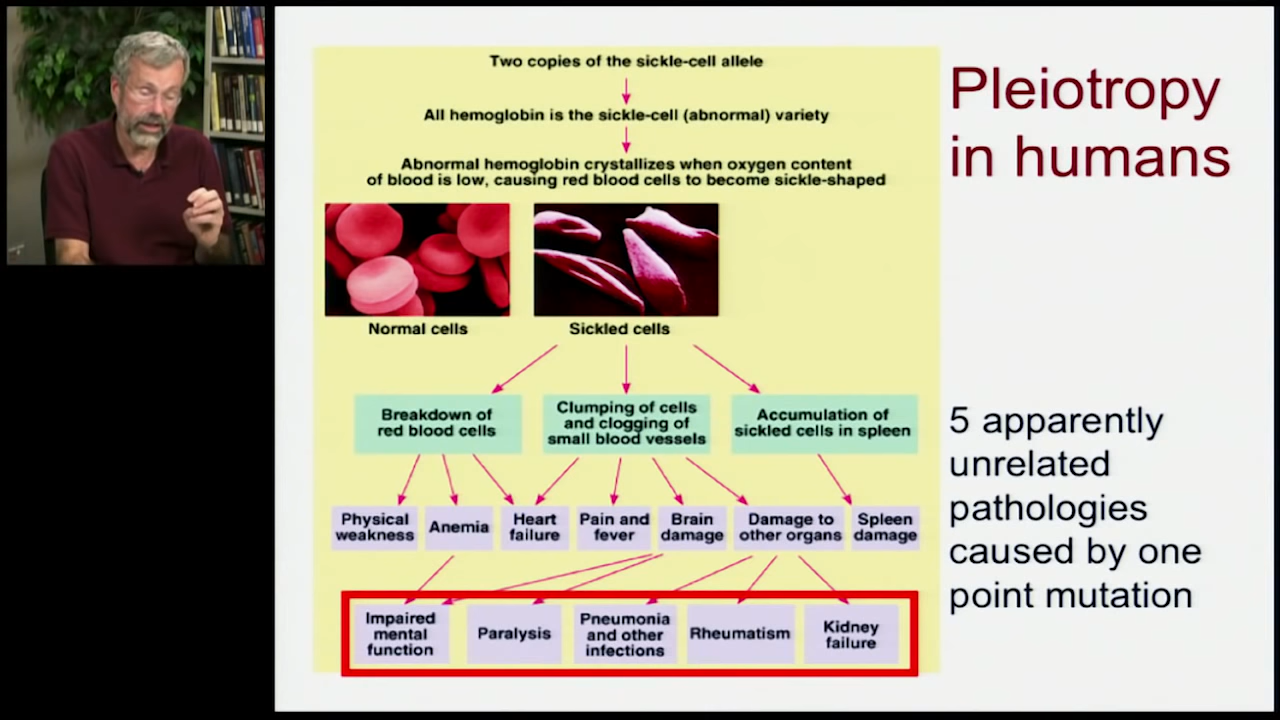 Pleiotropy
in humans
Two copies of the sickle-cell allele
All hemoglobin is the sickle-cell (abnormal) variety
Abnormal hemoglobin crystallizes when oxygen content
of blood is low, causing red blood cells to become sickle-shaped
Normal cells
Sickled cells
Breakdown of
red blood cells
Clumping of cells
and clogging of
small blood vessels
Accumulation of
sickled cells in spleen
Physical
weakness
Anemia
Heart
failure
Pain and
fever
Brain
damage
Damage to
other organs
Spleen
damage
Impaired
mental
function
Paralysis
Pneumonia
and other
infections
Rheumatism
Kidney
failure
5 apparently
unrelated
pathologies
caused by one
point mutation